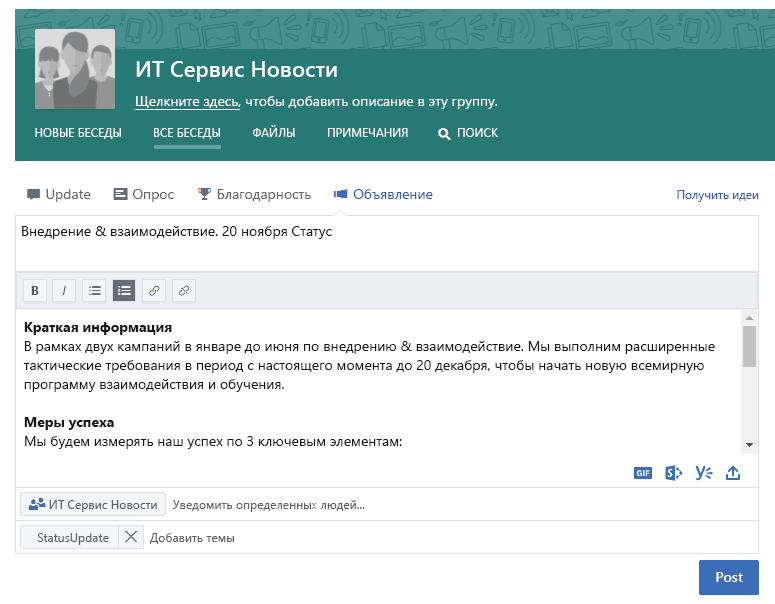 ИТ Сервис Новости
Щелкните здесь, чтобы добавить описание в эту группу.
НОВЫЕ БЕСЕДЫ ВСЕ БЕСЕДЫ ФАЙЛЫ ПРИМЕЧАНИЯ ПОИСК
Update Опрос Благодарность Объявление Получить идеи
Внедрение & взаимодействие. 20 ноября Статус
B I
Краткая информация
В рамках двух кампаний в январе до июня по внедрению & взаимодействие. Мы выполним расширенные
тактические требования в период с настоящего момента до 20 декабря, чтобы начать новую всемирную
программу взаимодействия и обучения.
Меры успеха
Мы будем измерять наш успех по 3 ключевым элементам:
GIF
ИТ Сервис Новости Уведомить определенных людей...
StatusUpdate Добавить темы
Post